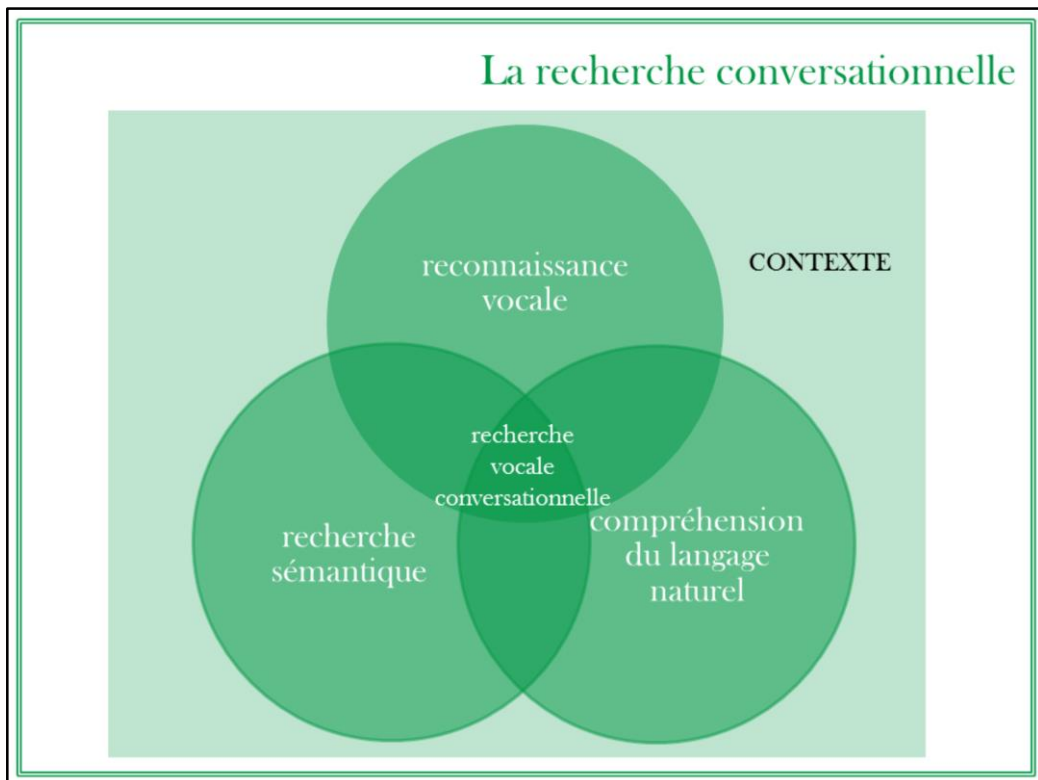 La recherche conversationnelle
reconnaissance
vocale
CONTEXTE
recherche
vocale
conversationnelle
recherche
sémantique
compréhension
du langage
naturel